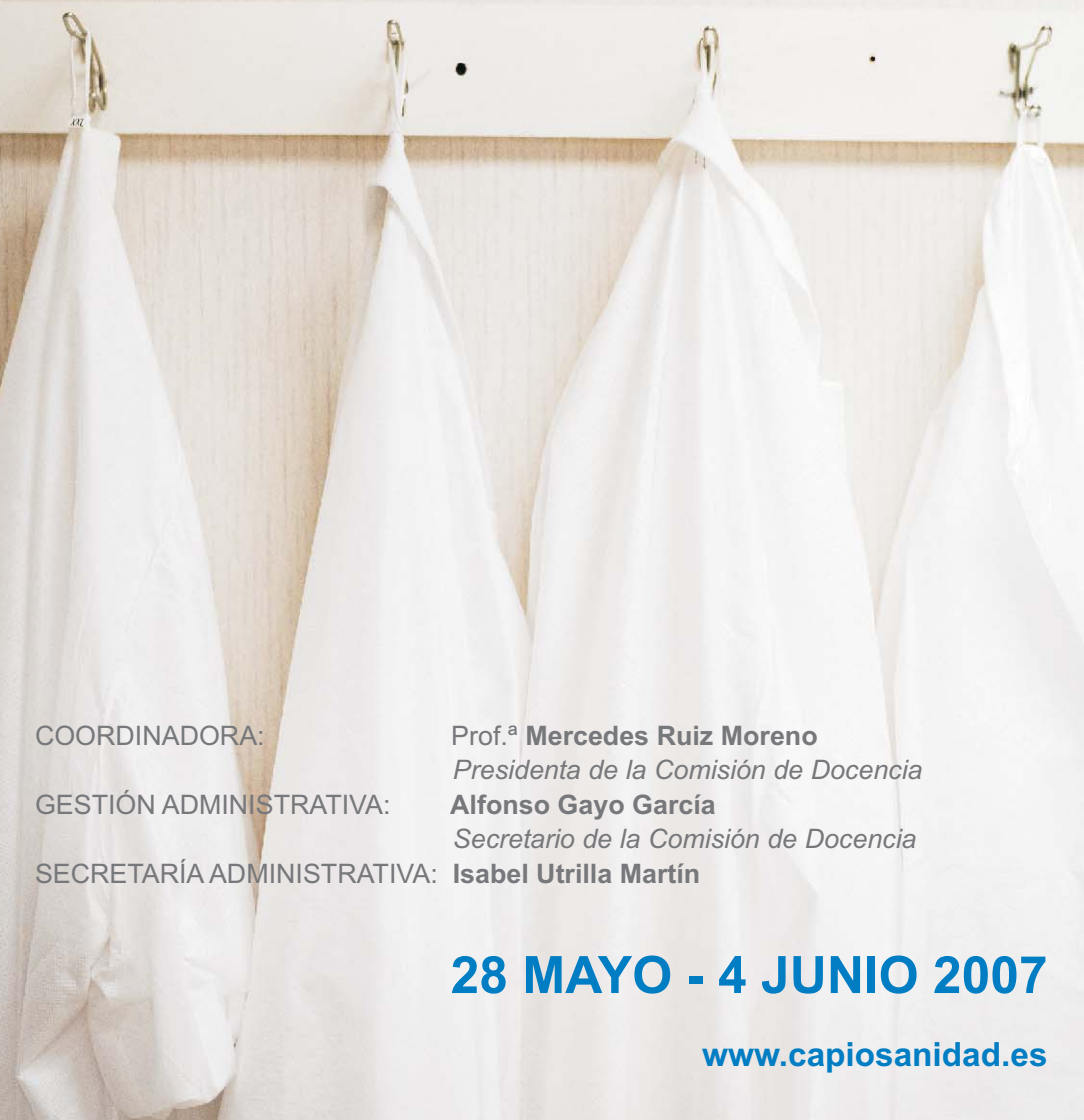 XXL
COORDINADORA: Prof.ª Mercedes Ruiz Moreno
Presidenta de la Comisión de Docencia
GESTIÓN ADMINISTRATIVA: Alfonso Gayo García
Secretario de la Comisión de Docencia
SECRETARÍA ADMINISTRATIVA: Isabel Utrilla Martín
28 MAYO - 4 JUNIO 2007
www.capiosanidad.es